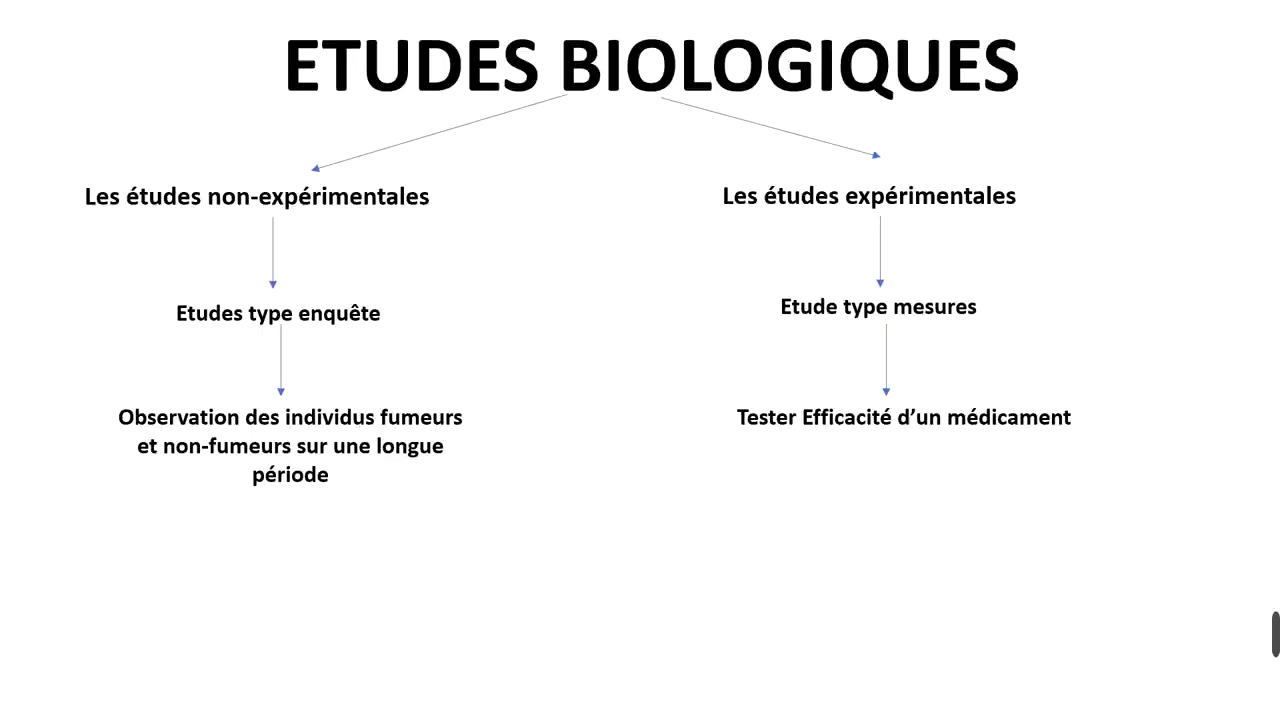 ETUDES BIOLOGIQUES
Les études non-expérimentales
Les études expérimentales
Etudes type enquête
Etude type mesures
Observation des individus fumeurs
et non-fumeurs sur une longue
période
Tester Efficacité d’un médicament